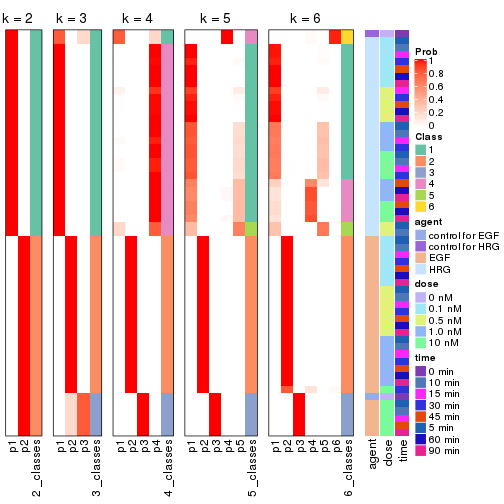 k = 2
k = 3
k = 4
k = 5
k = 6
p1
p2
2_classes
p1
p2
p3
3_classes
p1
p2
p3
p4
4_classes
p1
p2
p3
p4
p5
5_classes
p1
p2
p3
p4
p5
p6
6_classes
agent
dose
time
Prob
1
0.8
0.6
0.4
0.2
0
Class
1
2
3
4
5
6
agent
control for EGF
control for HRG
EGF
HRG
dose
0 nM
0.1 nM
0.5 nM
1.0 nM
10 nM
time
0 min
10 min
15 min
30 min
45 min
5 min
60 min
90 min